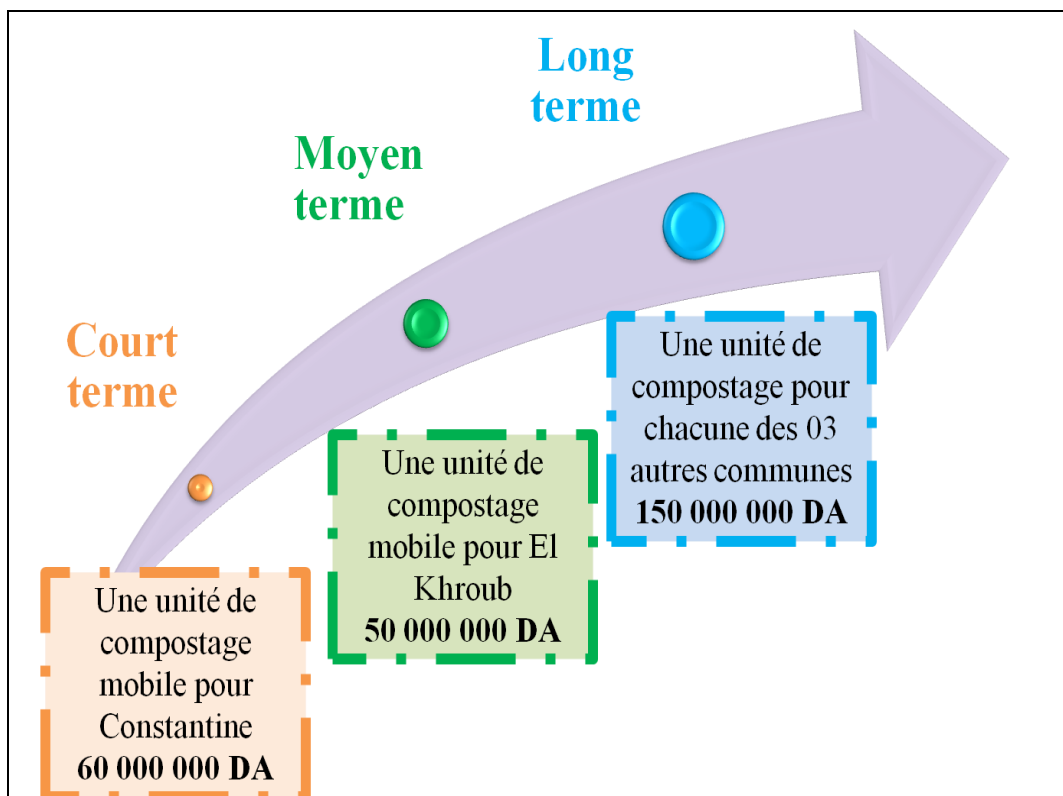 Court
terme
Une unité de
compostage
mobile pour
Constantine
60 000 000 DA
Moyen
terme
Une unité de
compostage
mobile pour El
Khroub
50 000 000 DA
Long
terme
Une unité de
compostage pour
chacune des 03
autres communes
150 000 000 DA